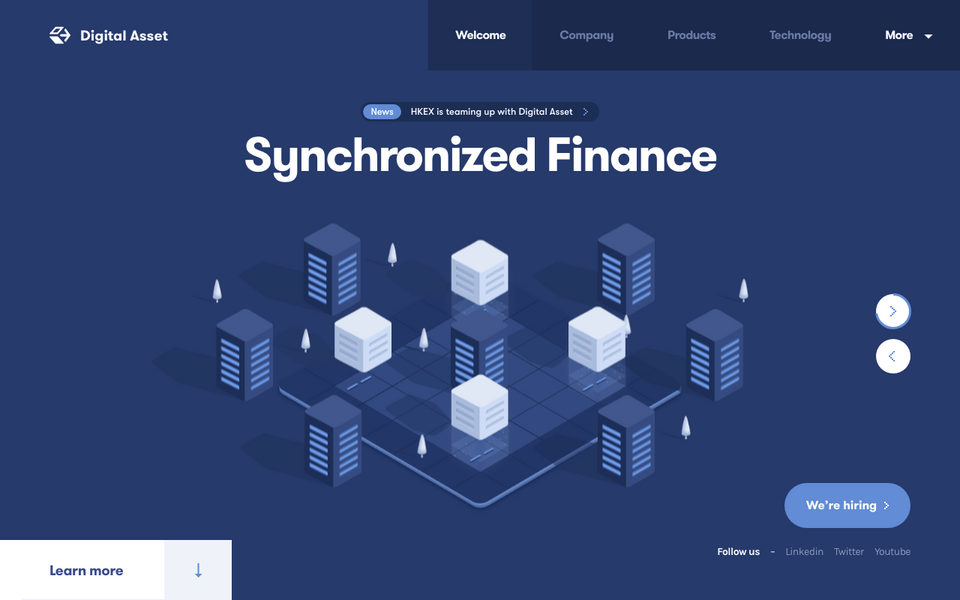 Digital Asset
Welcome
Company
Products
Technology
More
News HKEX is teaming up with Digital Asset
Synchronized Finance
We're hiring
Follow us - Linkedin Twitter Youtube
Learn more